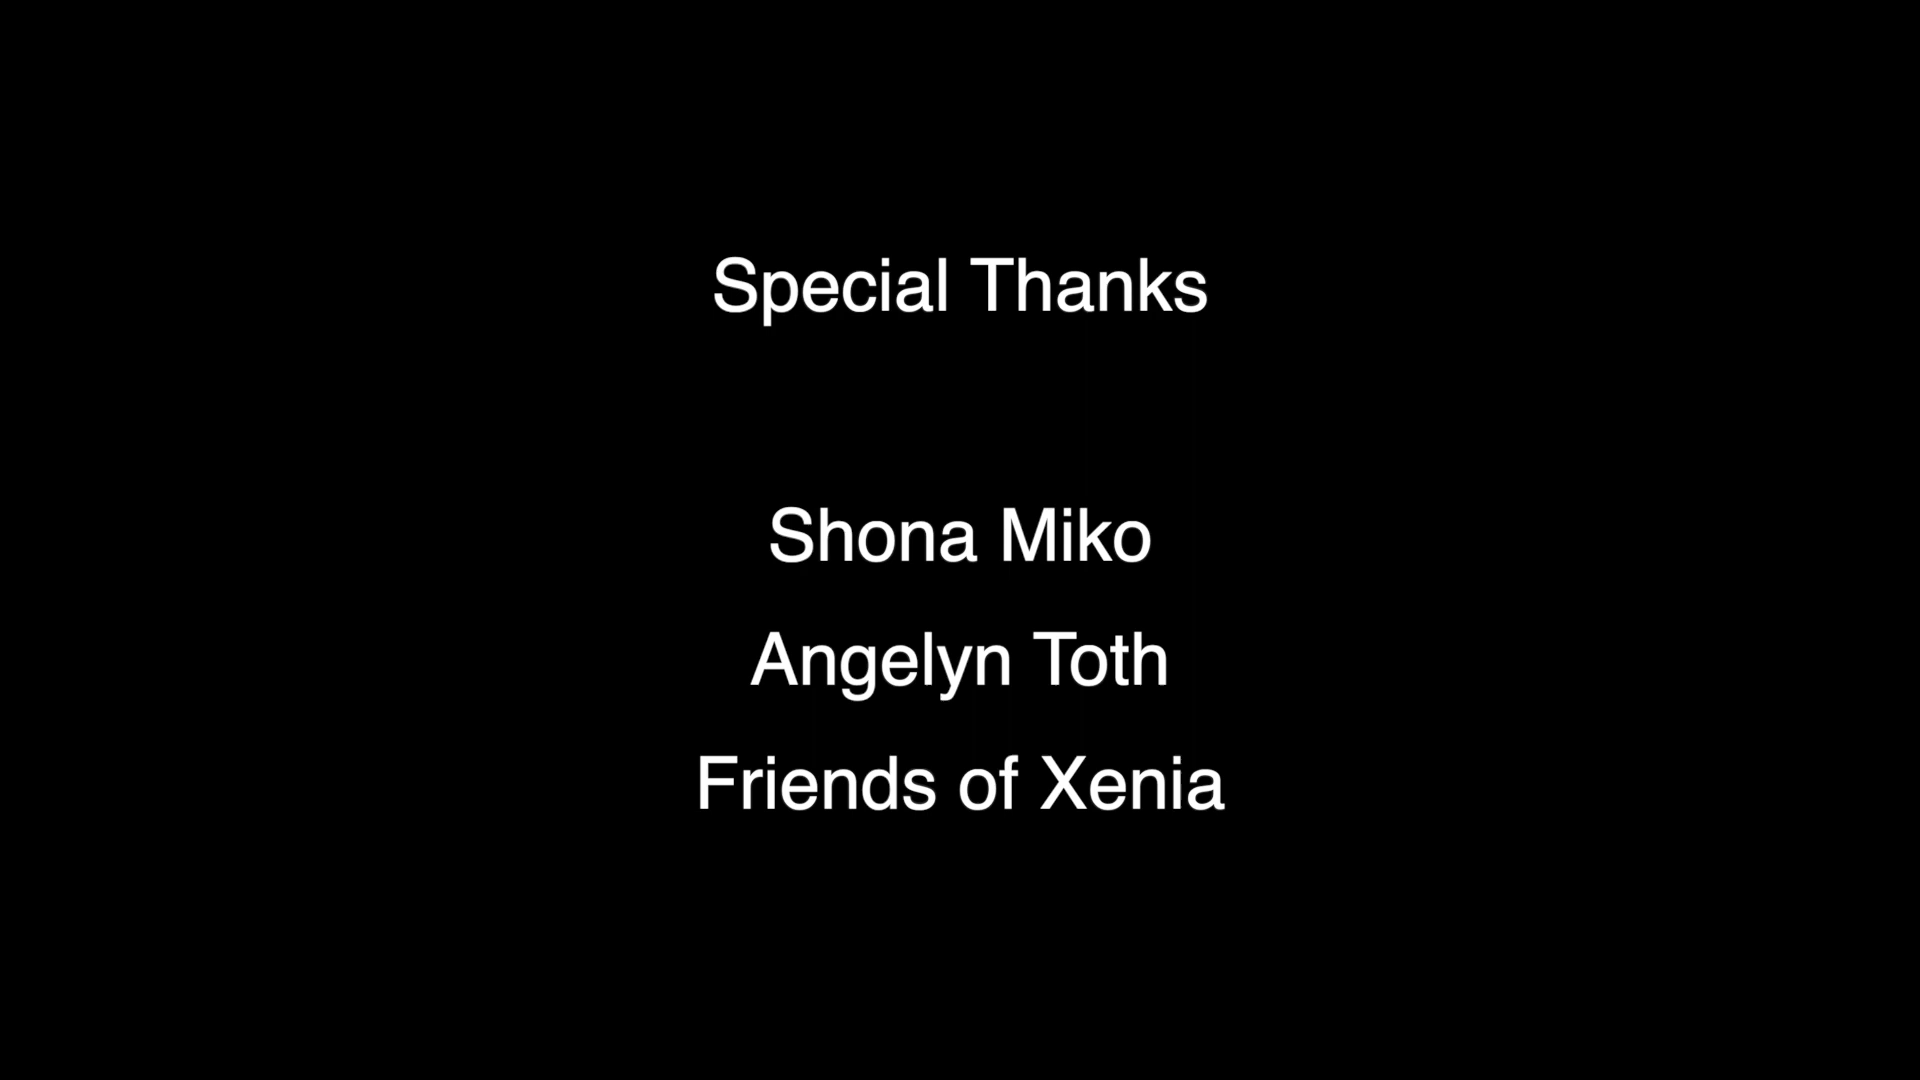 Special Thanks
Shona Miko
Angelyn Toth
Friends of Xenia